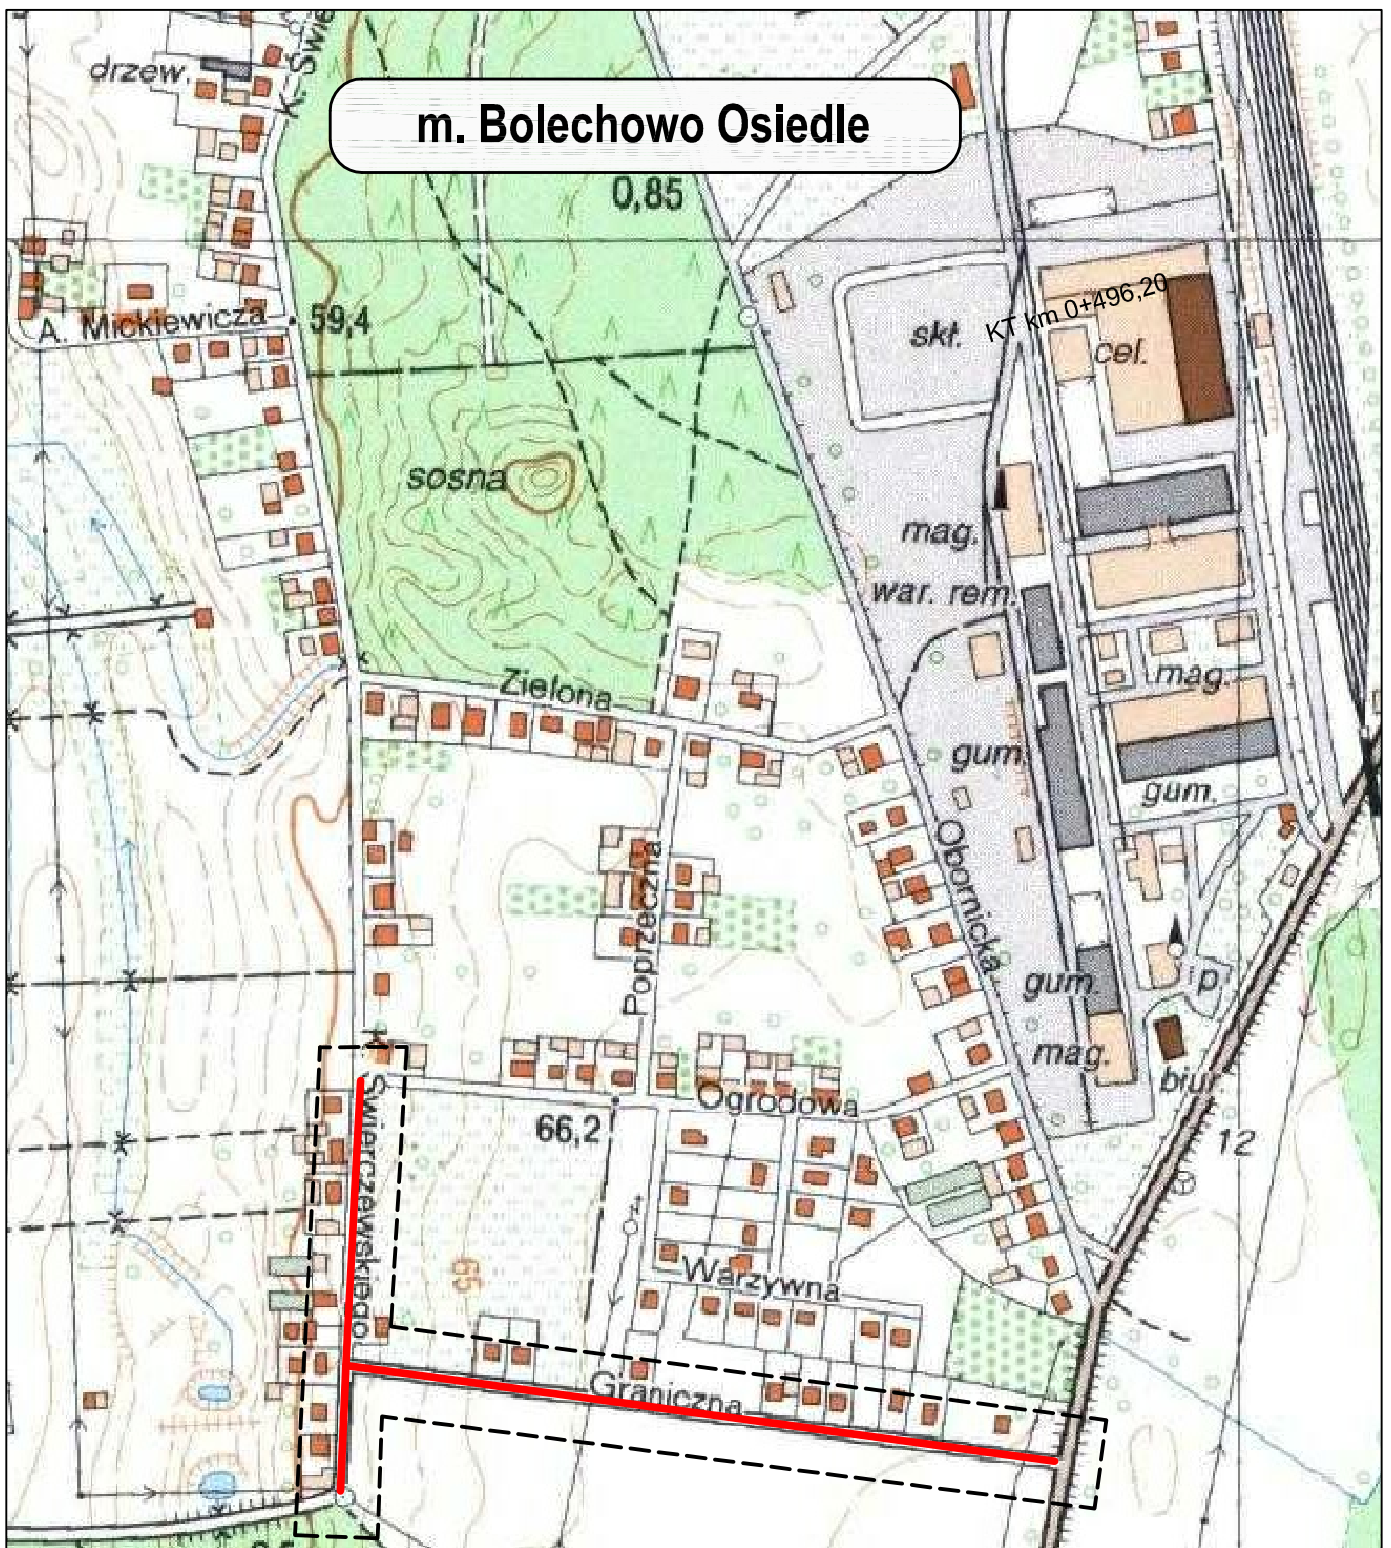 K. Świe
drzew.
m. Bolechowo Osiedle
0,85
A. Mickiewicza
59,4
skł.
KT km 0+496,20
cel.
sosna
mag.
war. rem.
mag.
Zielona
gum.
gum.
Obornicka
Poprzeczna
gum.
p.
mag.
biur
K. Świerczewskiego
Ogrodowa
66,2
12
65
Warzywna
Graniczna